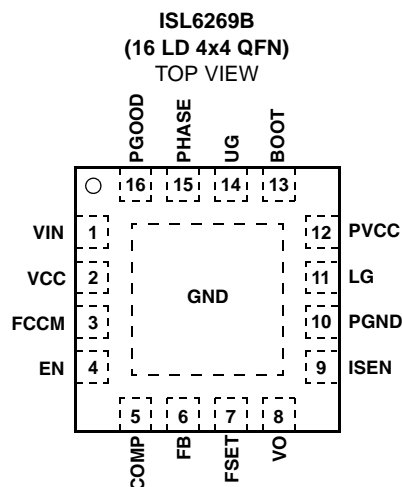 ISL6269B
(16 LD 4x4 QFN)
TOP VIEW
PGOOD PHASE UG BOOT
16 15 14 13
VIN 1 12 PVCC
VCC 2 11 LG
GND
FCCM 3 10 PGND
EN 4 9 ISEN
5 6 7 8
COMP FB FSET VO